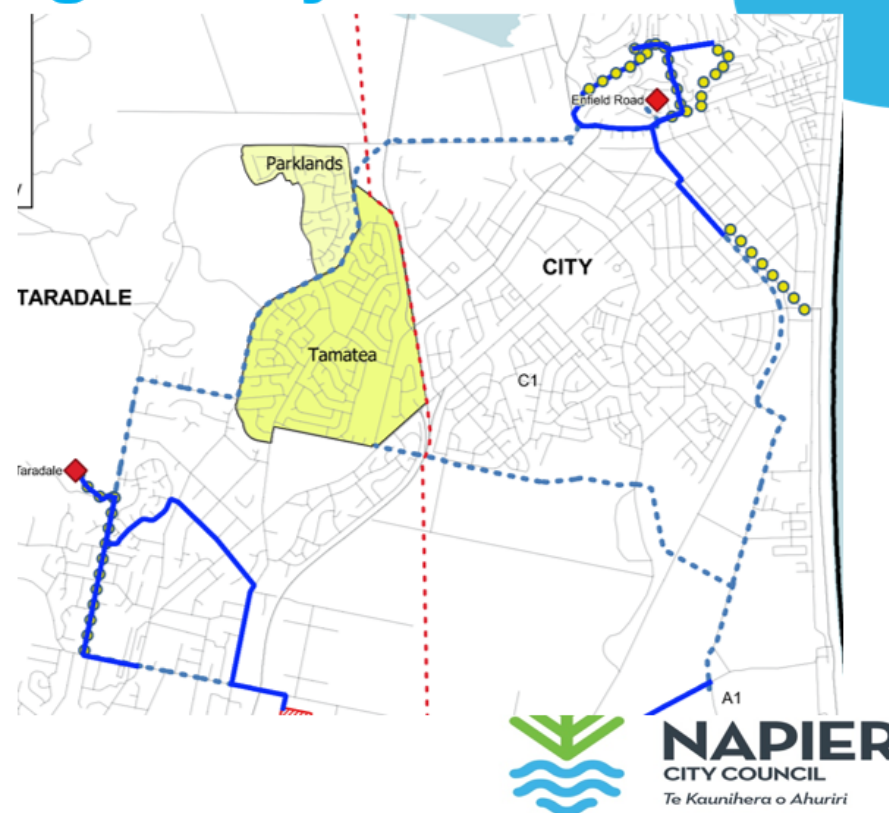 Enfield Road
Parklands
CITY
TARADALE
Tamatea
C1
Taradale
A1
NAPIER
CITY COUNCIL
Te Kaunihera o Ahuriri